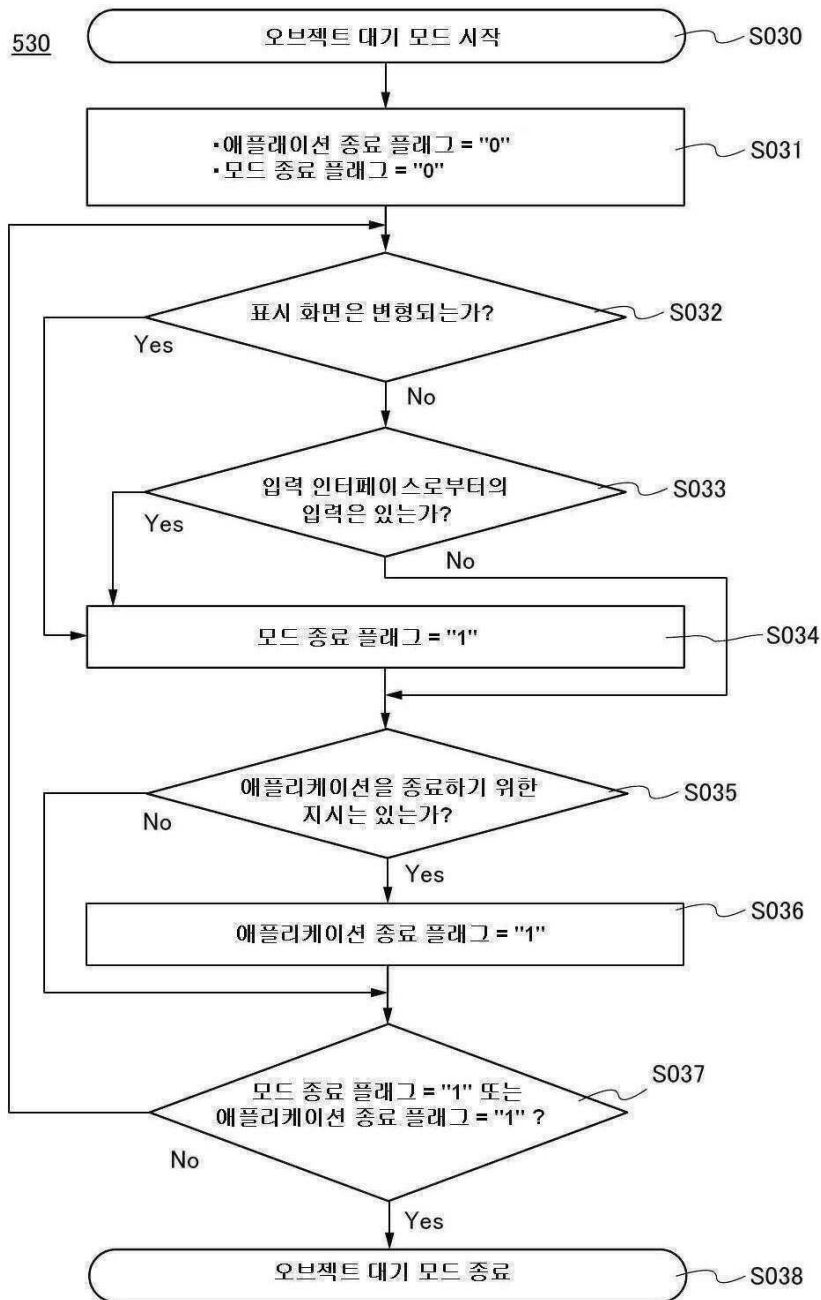 530
오브젝트 대기 모드 시작
S030
·애플래이션 종료 플래그 = "0"
·모드 종료 플래그 = "0"
S031
표시 화면은 변형되는가?
S032
Yes
No
입력 인터페이스로부터의
입력은 있는가?
S033
Yes
No
모드 종료 플래그 = "1"
S034
애플리케이션을 종료하기 위한
지시는 있는가?
S035
No
Yes
애플리케이션 종료 플래그 = "1"
S036
모드 종료 플래그 = "1" 또는
애플리케이션 종료 플래그 = "1" ?
S037
No
Yes
오브젝트 대기 모드 종료
S038